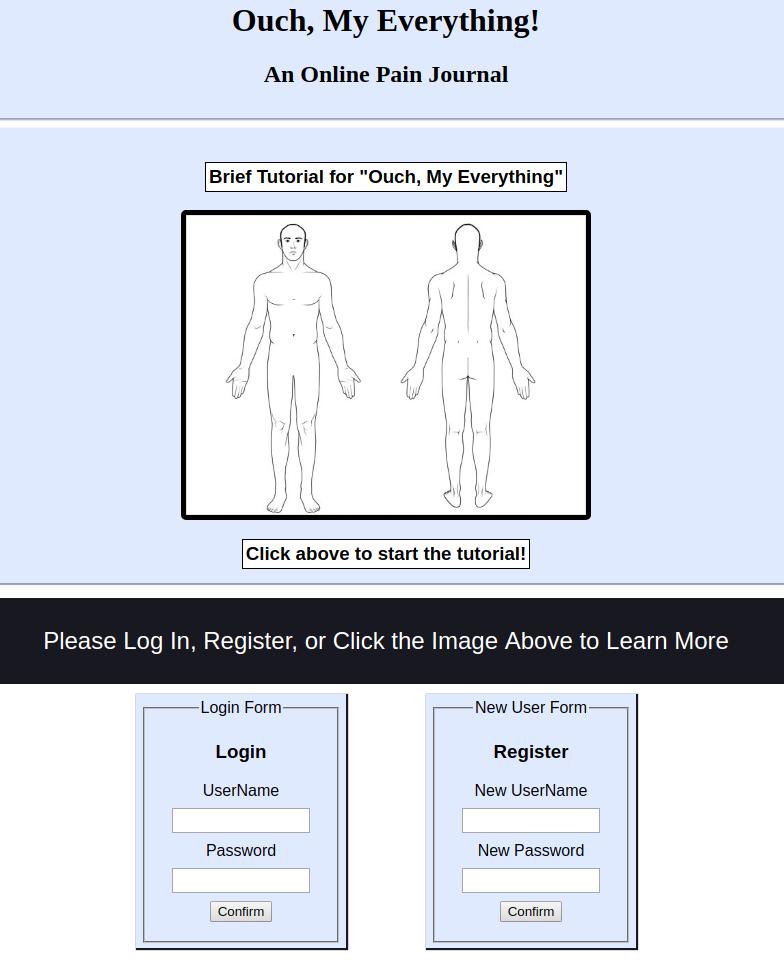 Ouch, My Everything!
An Online Pain Journal
Brief Tutorial for "Ouch, My Everything"
Click above to start the tutorial!
Please Log In, Register, or Click the Image Above to Learn More
Login Form
Login
UserName
Password
Confirm
New User Form
Register
New UserName
New Password
Confirm